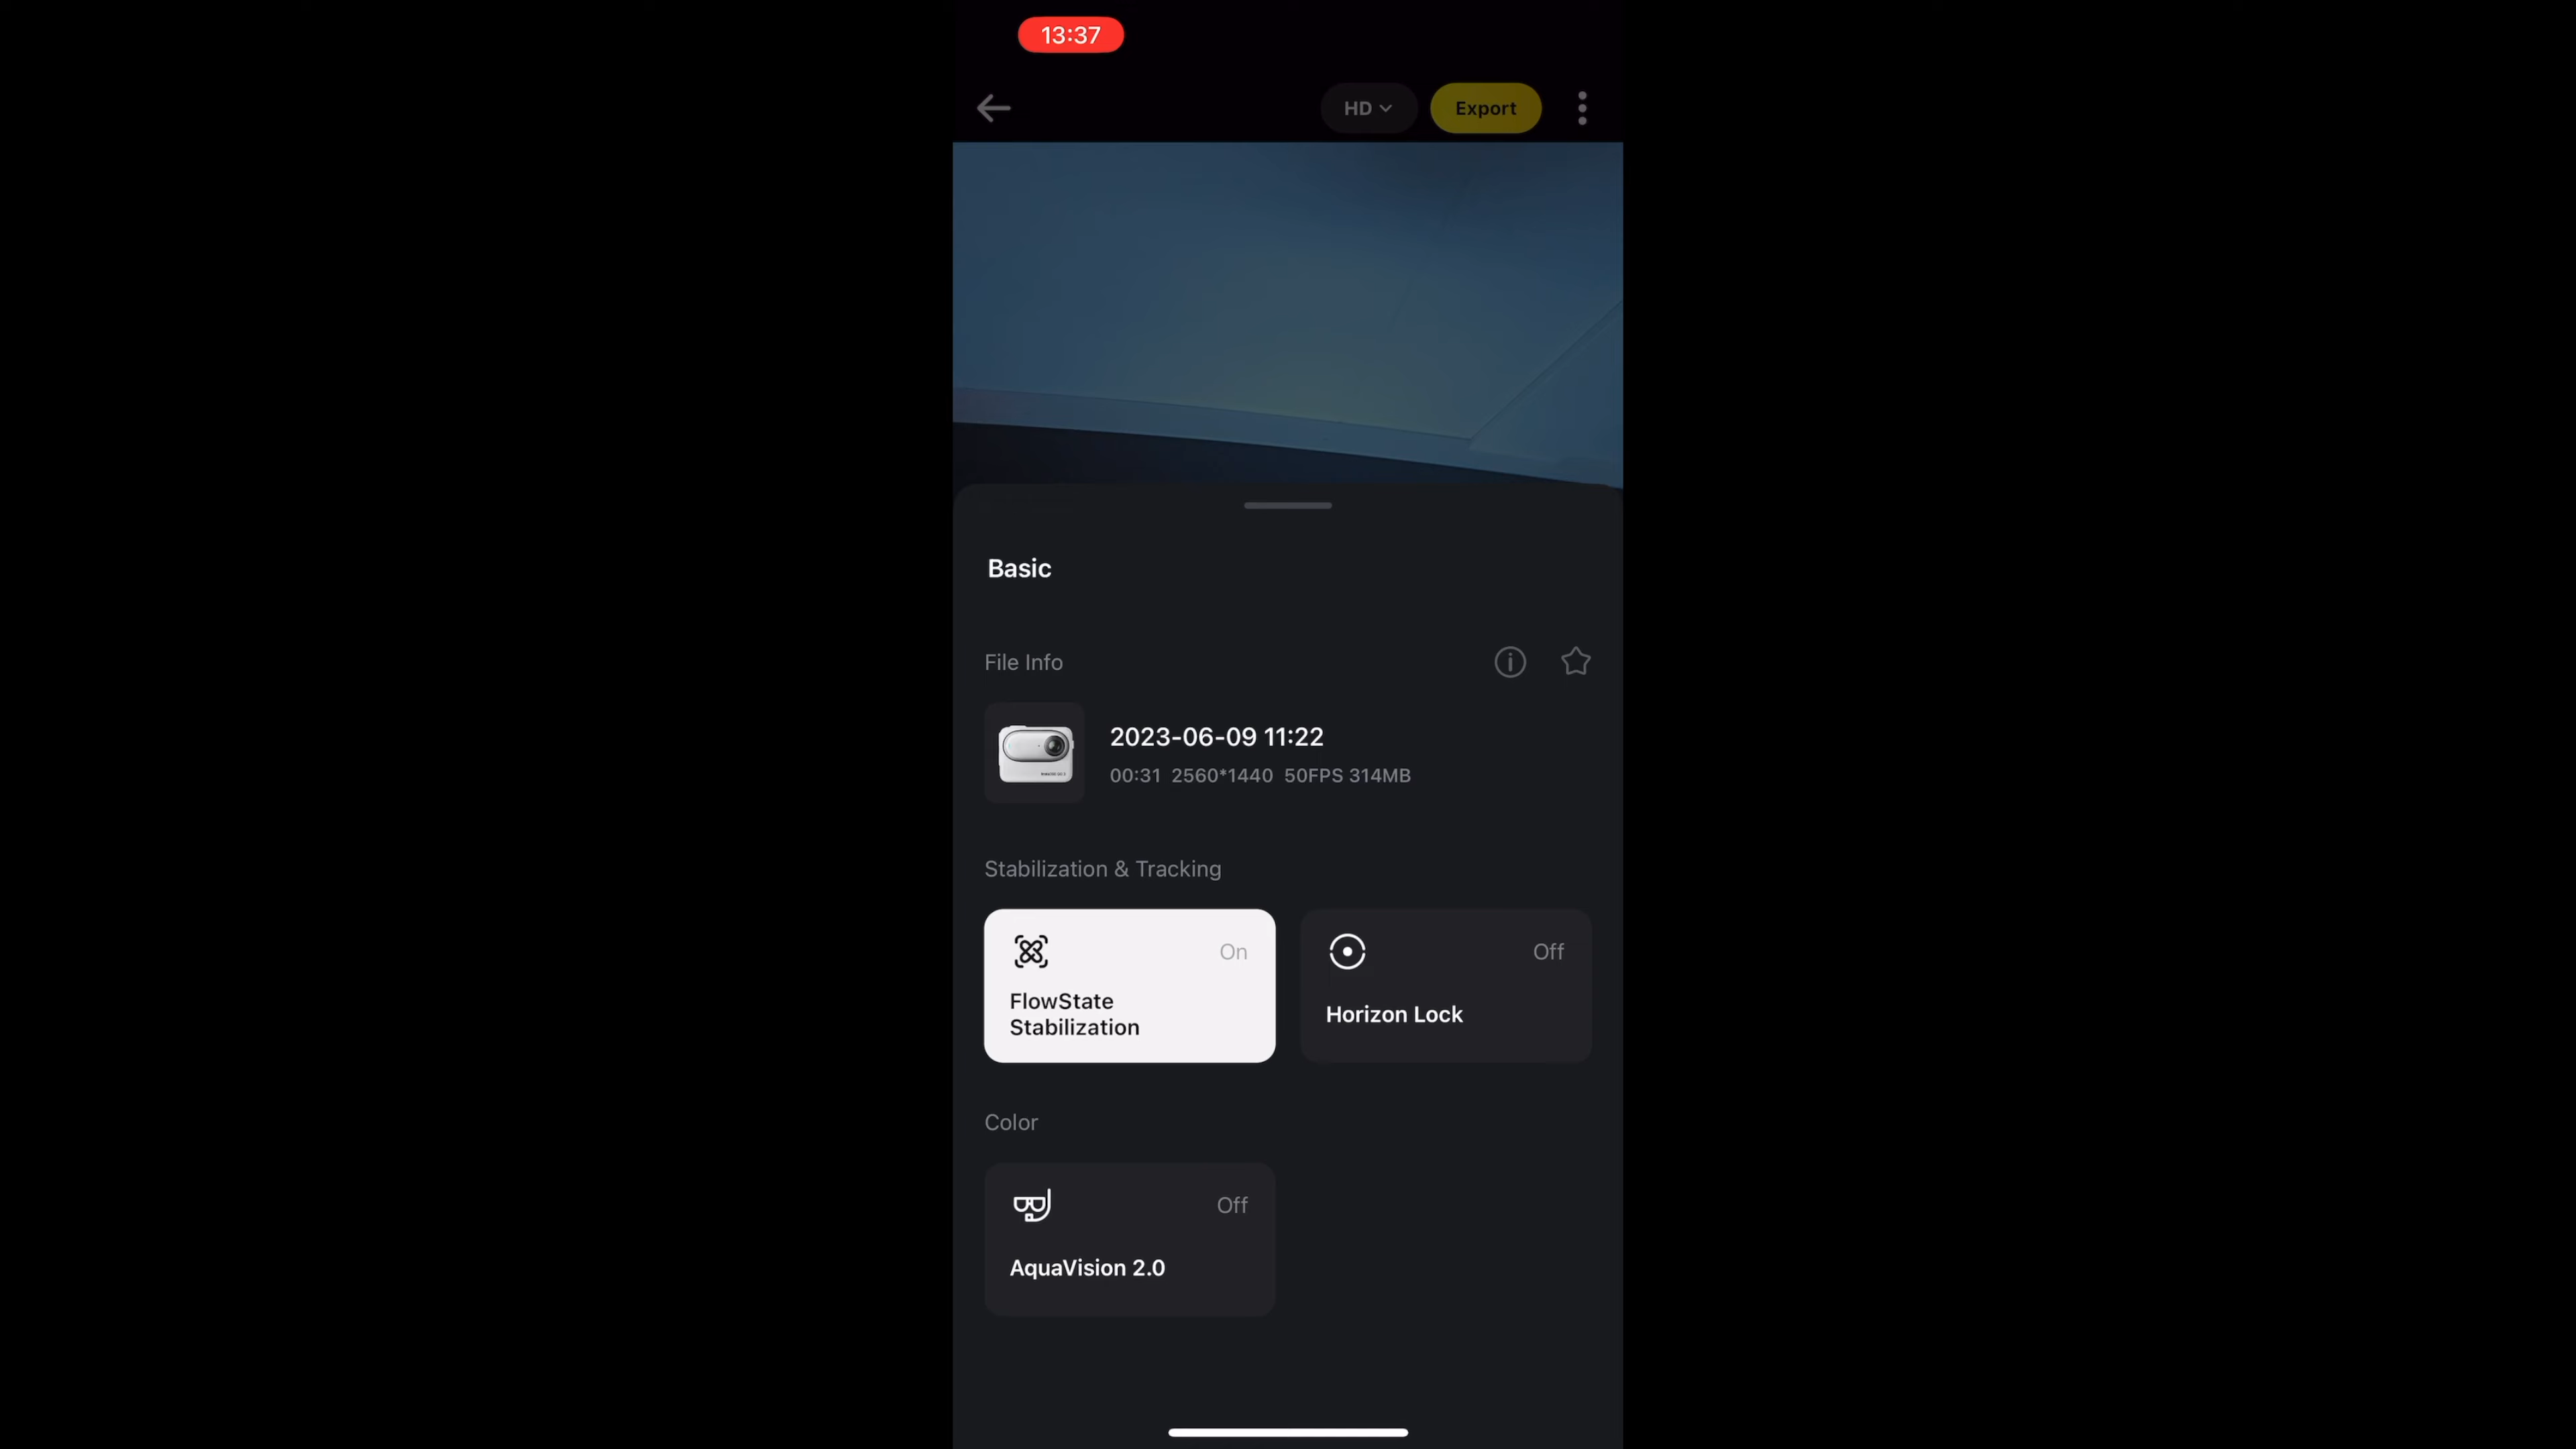 13:37
HD
Export
Basic
File Info
2023-06-09 11:22
00:31 2560*1440 50FPS 314MB
Stabilization & Tracking
On
FlowState
Stabilization
Off
Horizon Lock
Color
Off
AquaVision 2.0